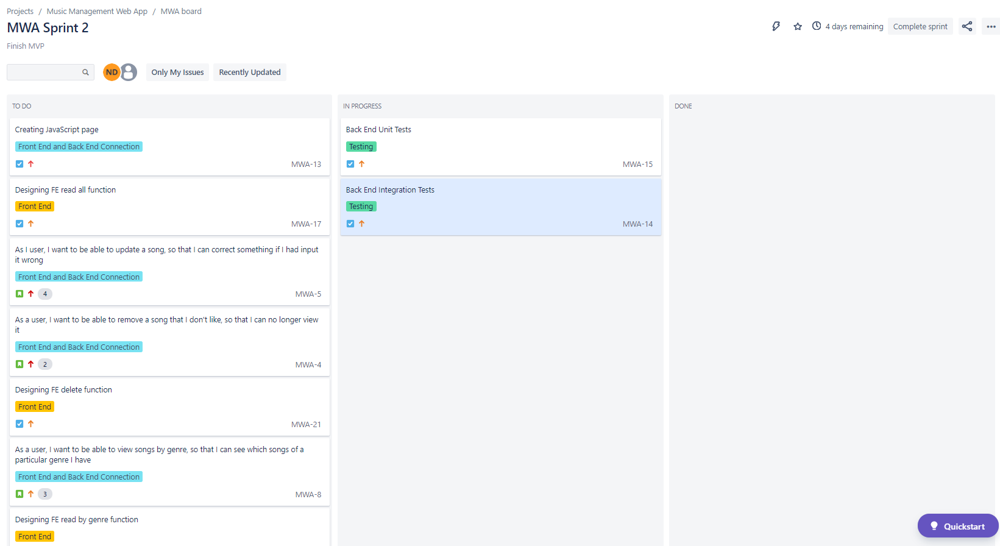 Projects / Music Management Web App / MWA board
MWA Sprint 2
4 days remaining
Complete sprint
Finish MVP
ND
Only My Issues
Recently Updated
TO DO
Creating JavaScript page
Front End and Back End Connection
MWA-13
Designing FE read all function
Front End
MWA-17
As I user, I want to be able to update a song, so that I can correct something if I had input
it wrong
Front End and Back End Connection
4
MWA-5
As a user, I want to be able to remove a song that I don't like, so that I can no longer view
it
Front End and Back End Connection
2
MWA-4
Designing FE delete function
Front End
MWA-21
As a user, I want to be able to view songs by genre, so that I can see which songs of a
particular genre I have
Front End and Back End Connection
3
MWA-8
Designing FE read by genre function
Front End
IN PROGRESS
Back End Unit Tests
Testing
MWA-15
Back End Integration Tests
Testing
MWA-14
DONE
Quickstart